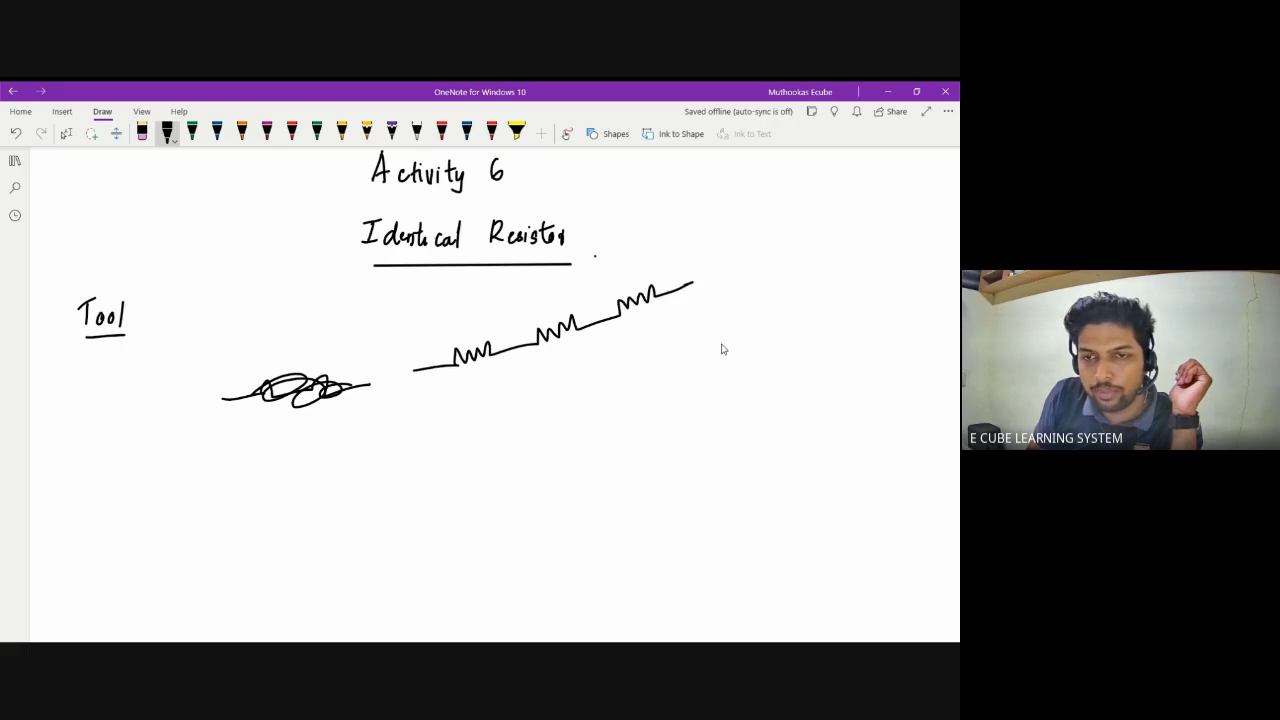 OneNote for Windows 10
Muthookas Ecube
Home Insert Draw View Help
Saved offline (auto-sync is off)
Share
Shapes
Ink to Shape
Ink to Text
Activity 6
Identical Resistor
Tool
E CUBE LEARNING SYSTEM